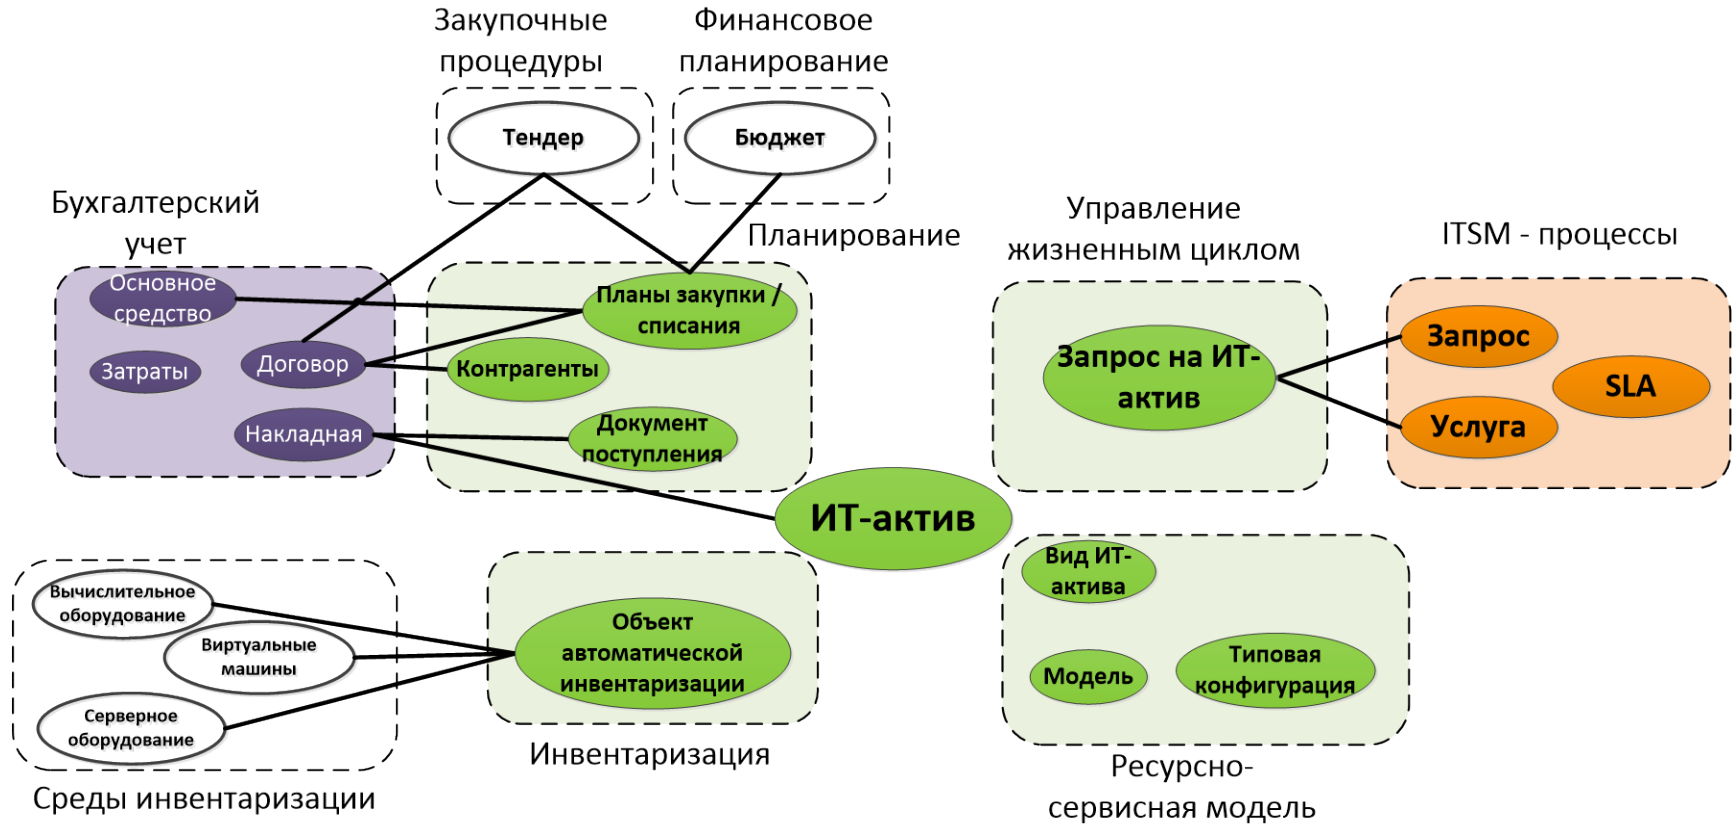 Закупочные
процедуры
Финансовое
планирование
Тендер
Бюджет
Бухгалтерский
учет
Планирование
Управление
жизненным циклом
ITSM - процессы
Основное
средство
Затраты
Договор
Накладная
Планы закупки /
списания
Контрагенты
Документ
поступления
Запрос на ИТ-
актив
Запрос
SLA
Услуга
ИТ-актив
Вычислительное
оборудование
Виртуальные
машины
Серверное
оборудование
Среды инвентаризации
Объект
автоматической
инвентаризации
Инвентаризация
Вид ИТ-
актива
Модель
Типовая
конфигурация
Ресурсно-
сервисная модель